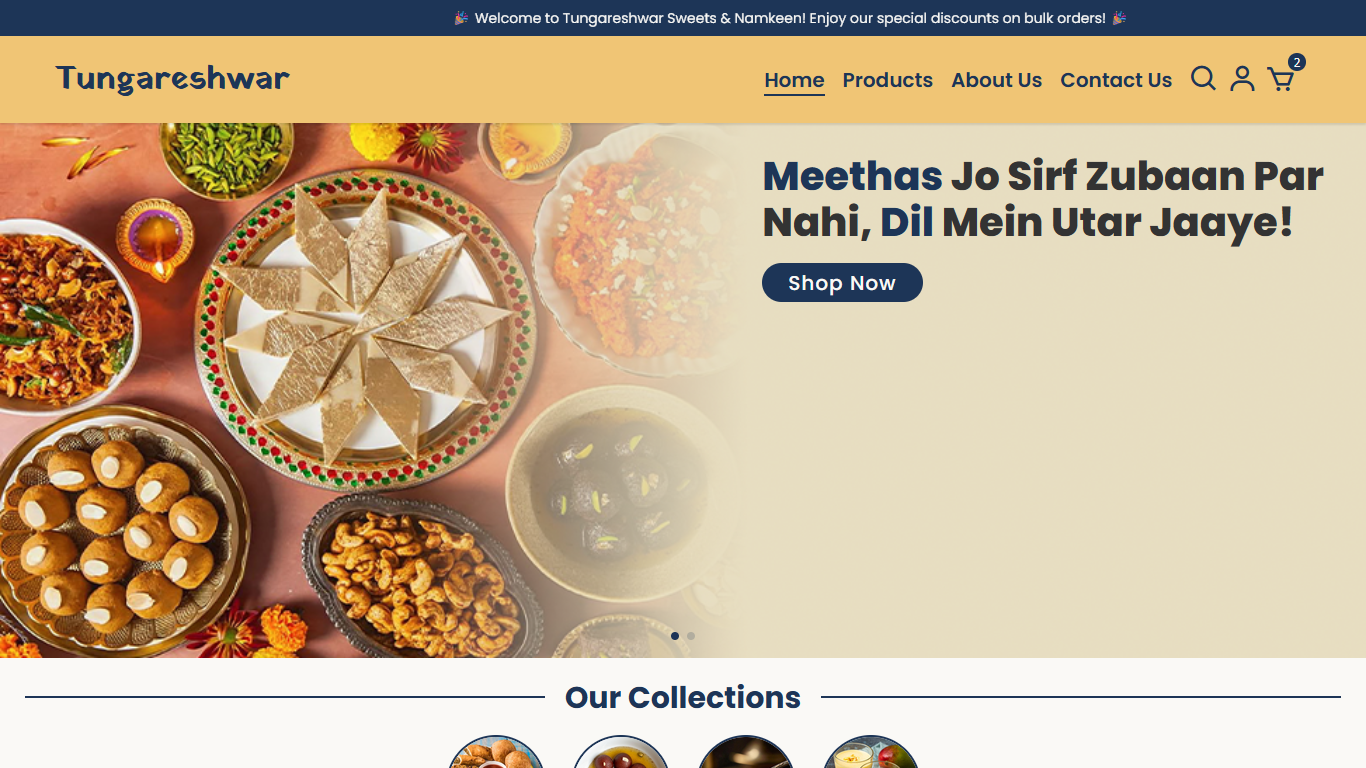 🎉 Welcome to Tungareshwar Sweets & Namkeen! Enjoy our special discounts on bulk orders! 🎉
Tungareshwar
Home Products About Us Contact Us 2
Meethas Jo Sirf Zubaan Par
Nahi, Dil Mein Utar Jaaye!
Shop Now
Our Collections